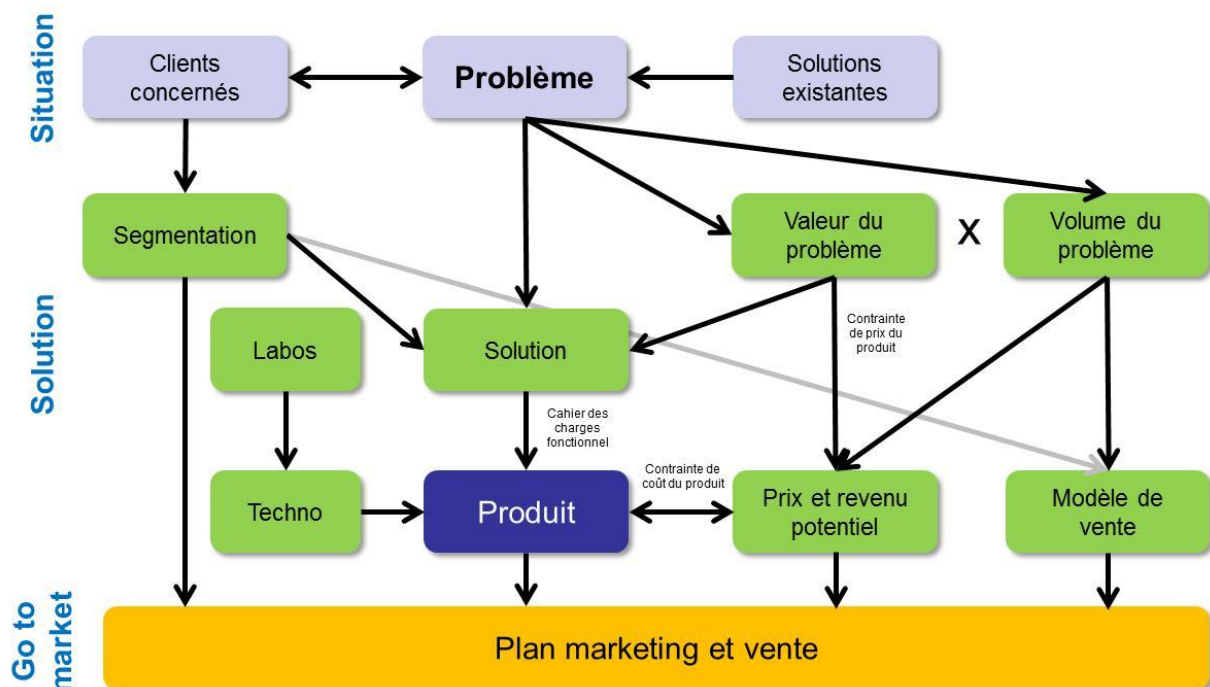 Situation
Clients
concernés
Problème
Solutions
existantes
Solution
Segmentation
Valeur du
problème
X
Volume du
problème
Labos
Solution
Contrainte
de prix du
produit
Cahier des
charges
fonctionnel
Techno
Produit
Contrainte de
coût du produit
Prix et revenu
potentiel
Modèle de
vente
Go to
market
Plan marketing et vente